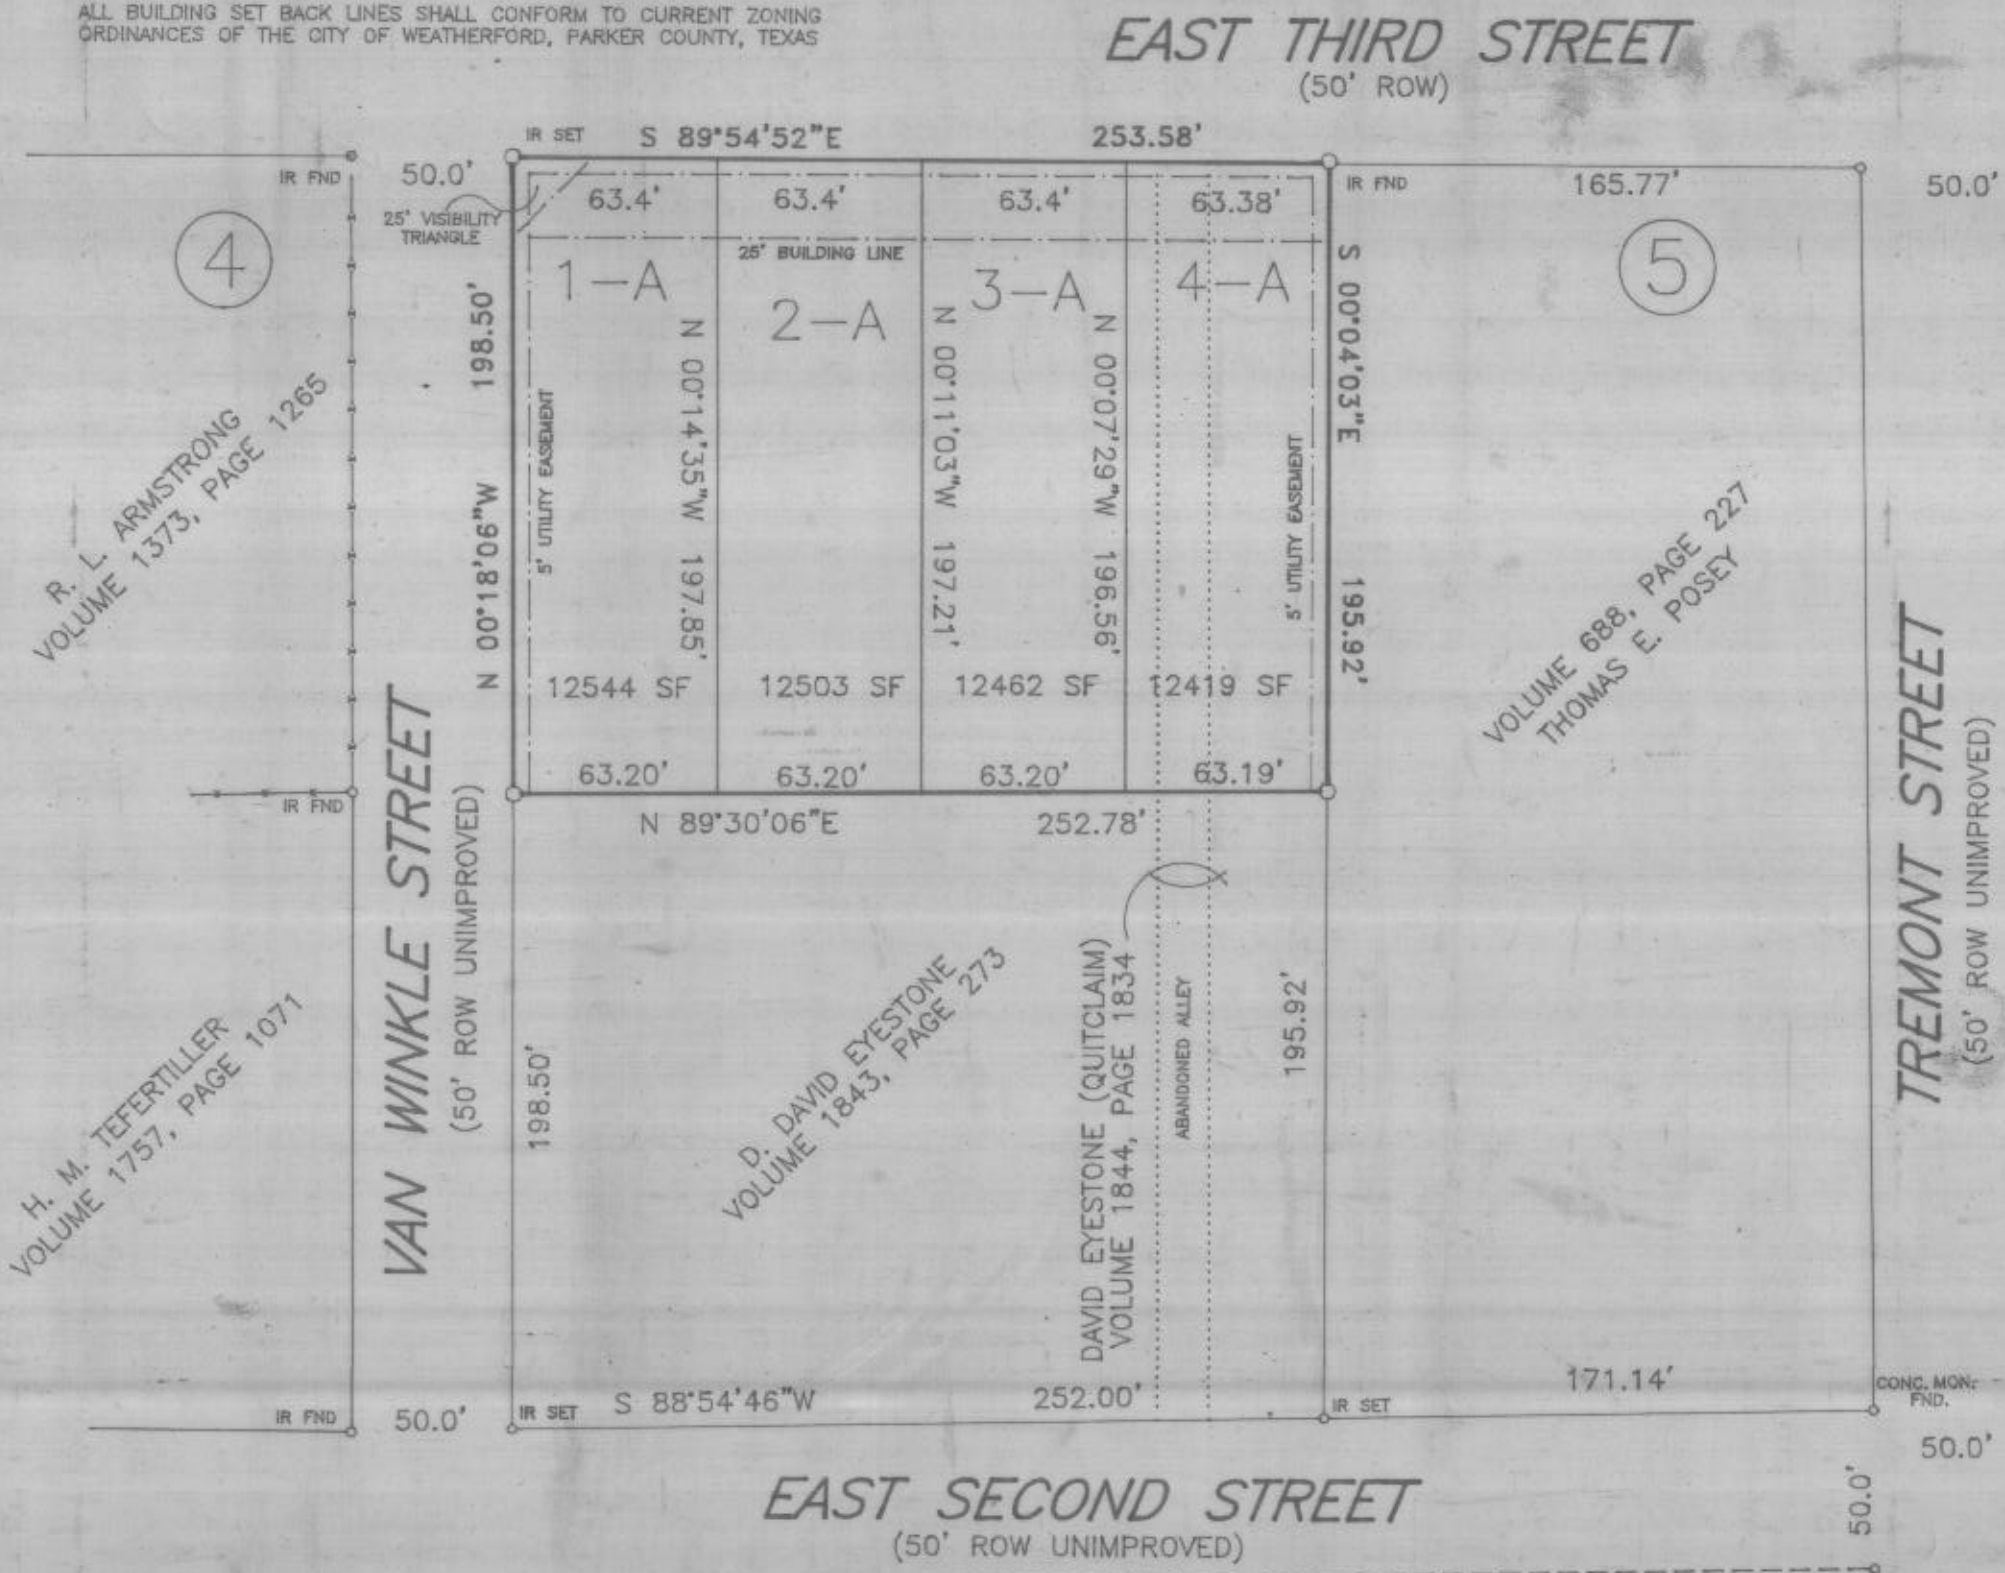 ALL BUILDING SET BACK LINES SHALL CONFORM TO CURRENT ZONING
ORDINANCES OF THE CITY OF WEATHERFORD, PARKER COUNTY, TEXAS
EAST THIRD STREET
(50' ROW)
IR SET
S 89°54'52"E
253.58'
IR FND
50.0'
IR FND
165.77'
50.0'
25' VISIBILITY
TRIANGLE
63.4'
63.4'
63.4'
63.38'
4
25' BUILDING LINE
5
1-A
2-A
3-A
4-A
N 00°18'06"W 198.50'
5' UTILITY EASEMENT
N 00°14'35"W 197.85'
N 00°11'03"W 197.21'
N 00°07'29"W 196.56'
5' UTILITY EASEMENT
S 00°04'03"E 195.92'
R. L. ARMSTRONG
VOLUME 1373, PAGE 1265
VOLUME 688, PAGE 227
THOMAS E. POSEY
12544 SF
12503 SF
12462 SF
12419 SF
63.20'
63.20'
63.20'
63.19'
IR FND
N 89°30'06"E
252.78'
VAN WINKLE STREET
(50' ROW UNIMPROVED)
TREMONT STREET
(50' ROW UNIMPROVED)
H. M. TEFERTILLER
VOLUME 1757, PAGE 1071
198.50'
D. DAVID EYESTONE
VOLUME 1843, PAGE 273
DAVID EYESTONE (QUITCLAIM)
VOLUME 1844, PAGE 1834
ABANDONED ALLEY
195.92'
IR FND
50.0'
IR SET
S 88°54'46"W
252.00'
IR SET
171.14'
CONC. MON.
FND.
50.0'
50.0'
EAST SECOND STREET
(50' ROW UNIMPROVED)